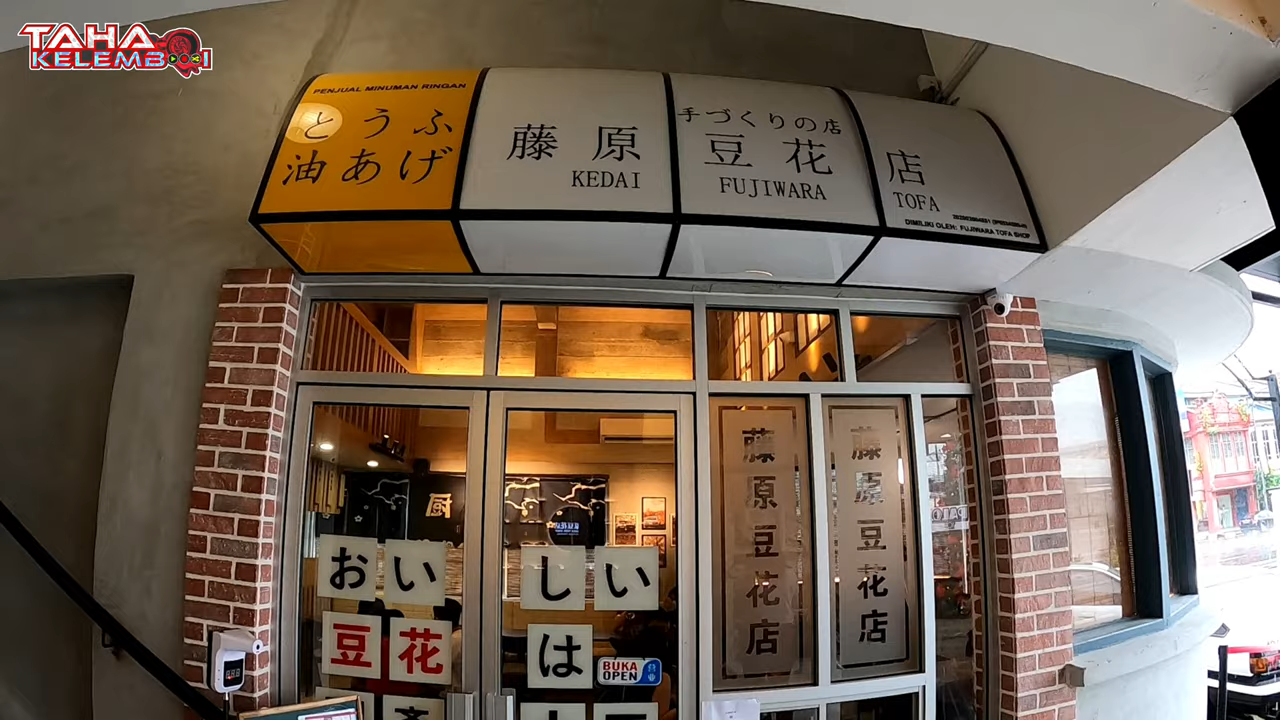 TAHA
KELEMBOOI
PENJUAL MINUMAN RINGAN
とうふ
油あげ
藤原
KEDAI
手づくりの店
豆花
FUJIWARA
店
TOFA
DIMILIKI OLEH: FUJIWARA TOFA SHOP
藤原豆花店
藤原豆花店
おいしい
豆花
は
BUKA
OPEN